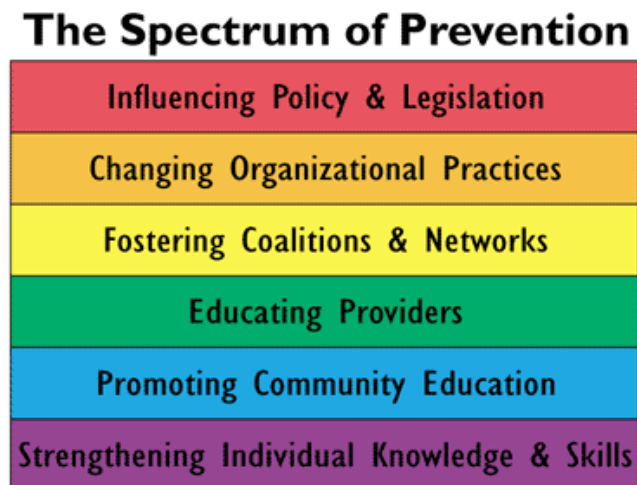 The Spectrum of Prevention
Influencing Policy & Legislation
Changing Organizational Practices
Fostering Coalitions & Networks
Educating Providers
Promoting Community Education
Strengthening Individual Knowledge & Skills